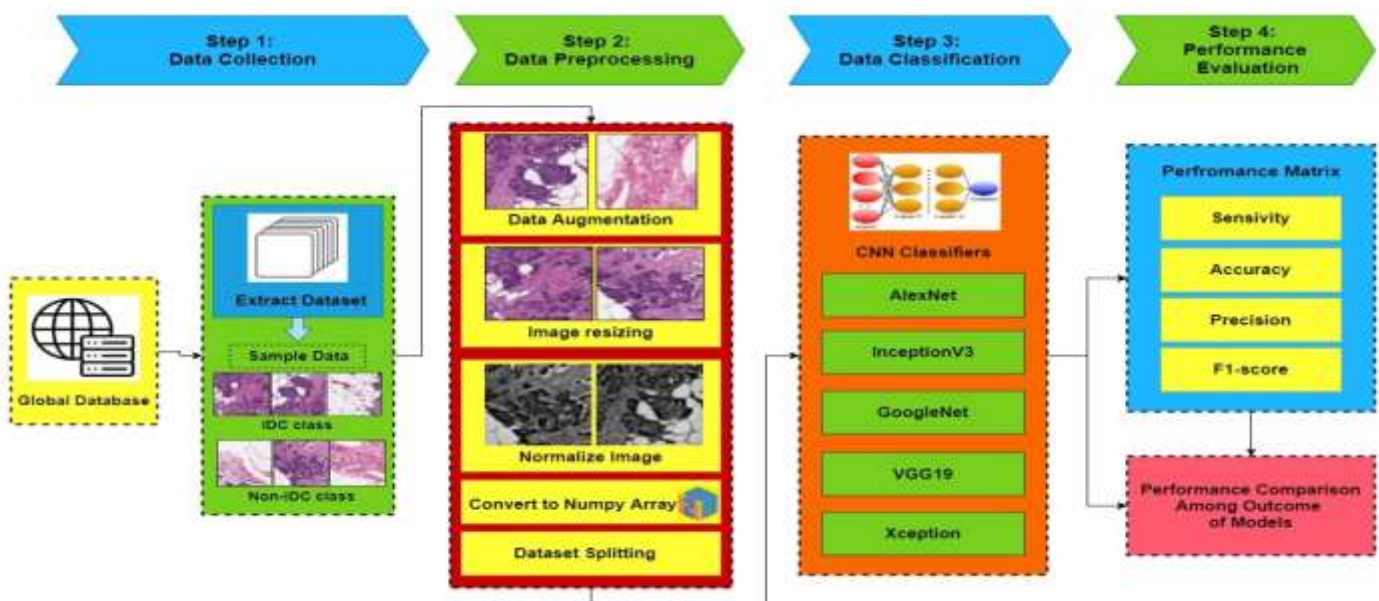 Step 1:
Data Collection
Step 2:
Data Preprocessing
Step 3:
Data Classification
Step 4:
Performance
Evaluation
Global Database
Extract Dataset
Sample Data
IDC class
Non-IDC class
Data Augmentation
Image resizing
Normalize Image
Convert to Numpy Array
Dataset Splitting
CNN Classifiers
AlexNet
InceptionV3
GoogleNet
VGG19
Xception
Perfromance Matrix
Sensivity
Accuracy
Precision
F1-score
Performance Comparison
Among Outcome
of Models